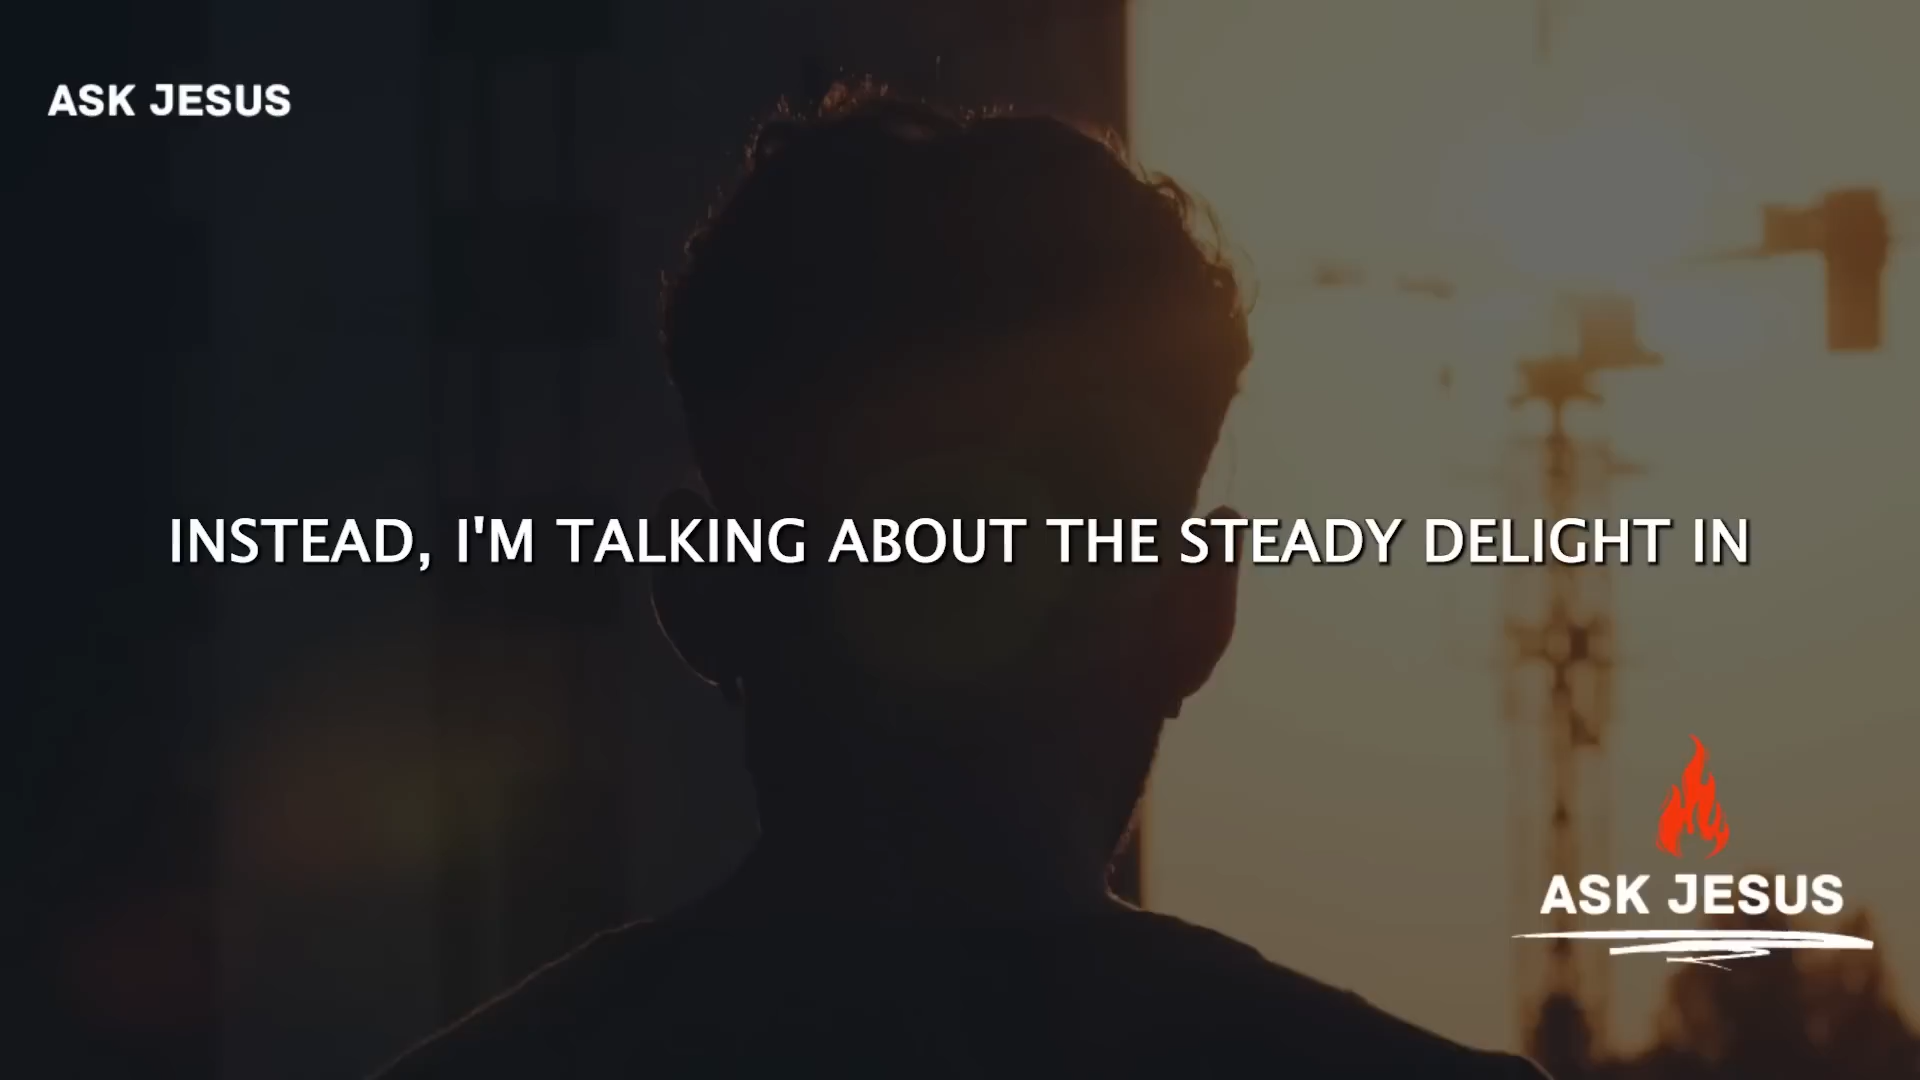 ASK JESUS
INSTEAD, I'M TALKING ABOUT THE STEADY DELIGHT IN
ASK JESUS